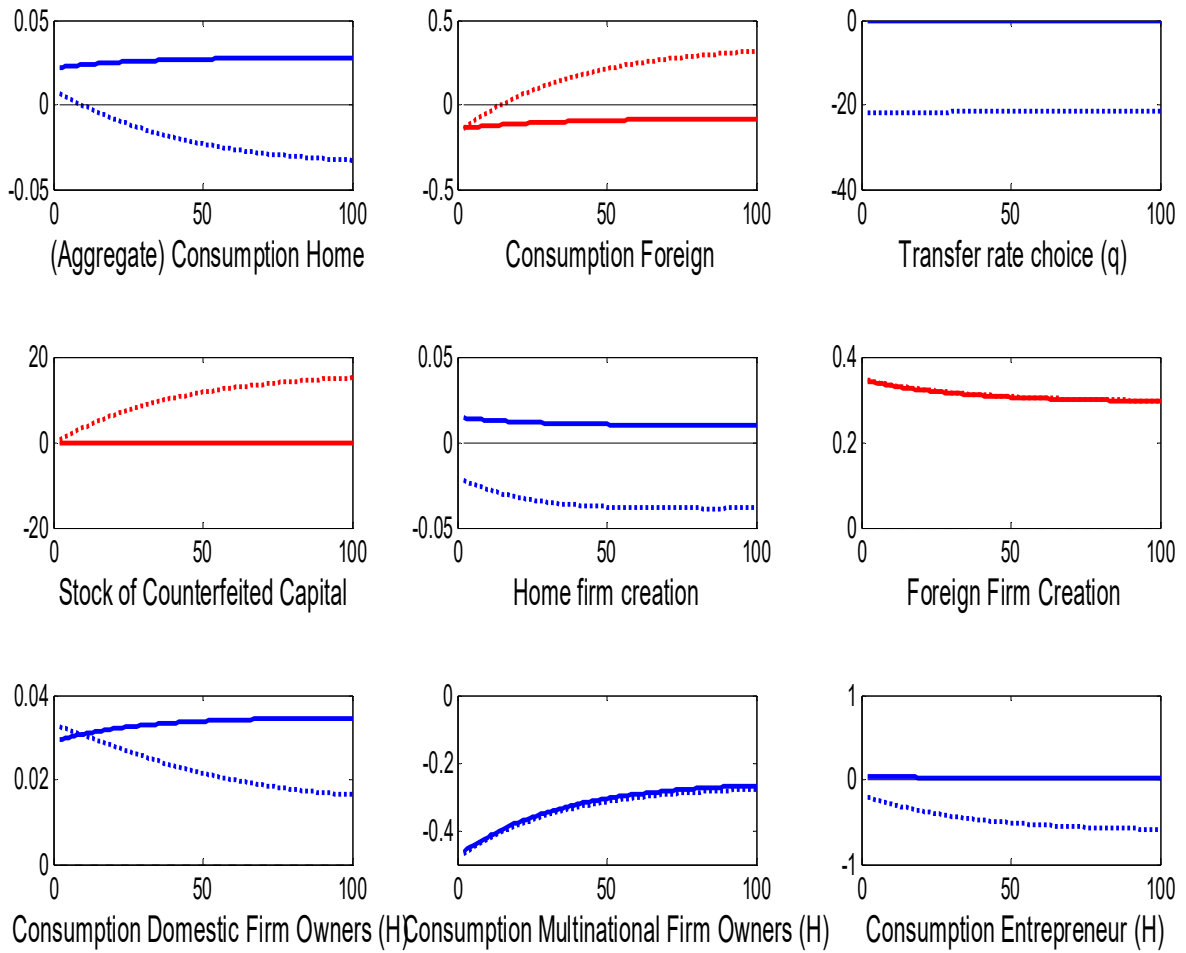 0.05
0
-0.05
0 50 100
(Aggregate) Consumption Home
0.5
0
-0.5
0 50 100
Consumption Foreign
0
-20
-40
0 50 100
Transfer rate choice (q)
20
0
-20
0 50 100
Stock of Counterfeited Capital
0.05
0
-0.05
0 50 100
Home firm creation
0.4
0.2
0
0 50 100
Foreign Firm Creation
0.04
0.02
0
0 50 100
Consumption Domestic Firm Owners (H)
0
-0.2
-0.4
0 50 100
Consumption Multinational Firm Owners (H)
1
0
-1
0 50 100
Consumption Entrepreneur (H)